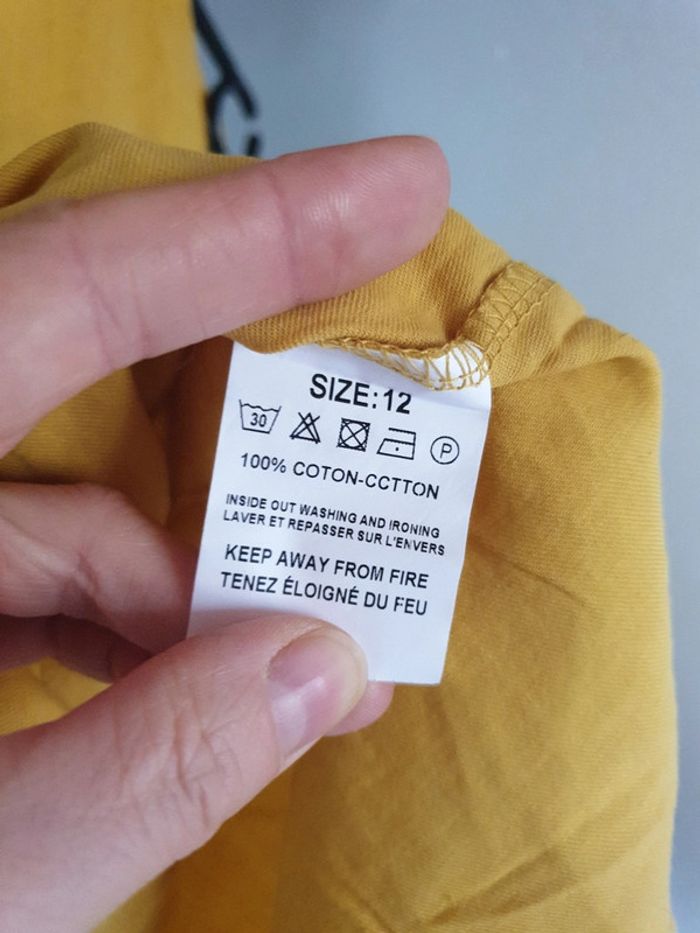 SIZE:12
30 P
100% COTON-CCTTON
INSIDE OUT WASHING AND IRONING
LAVER ET REPASSER SUR L'ENVERS
KEEP AWAY FROM FIRE
TENEZ ÉLOIGNÉ DU FEU